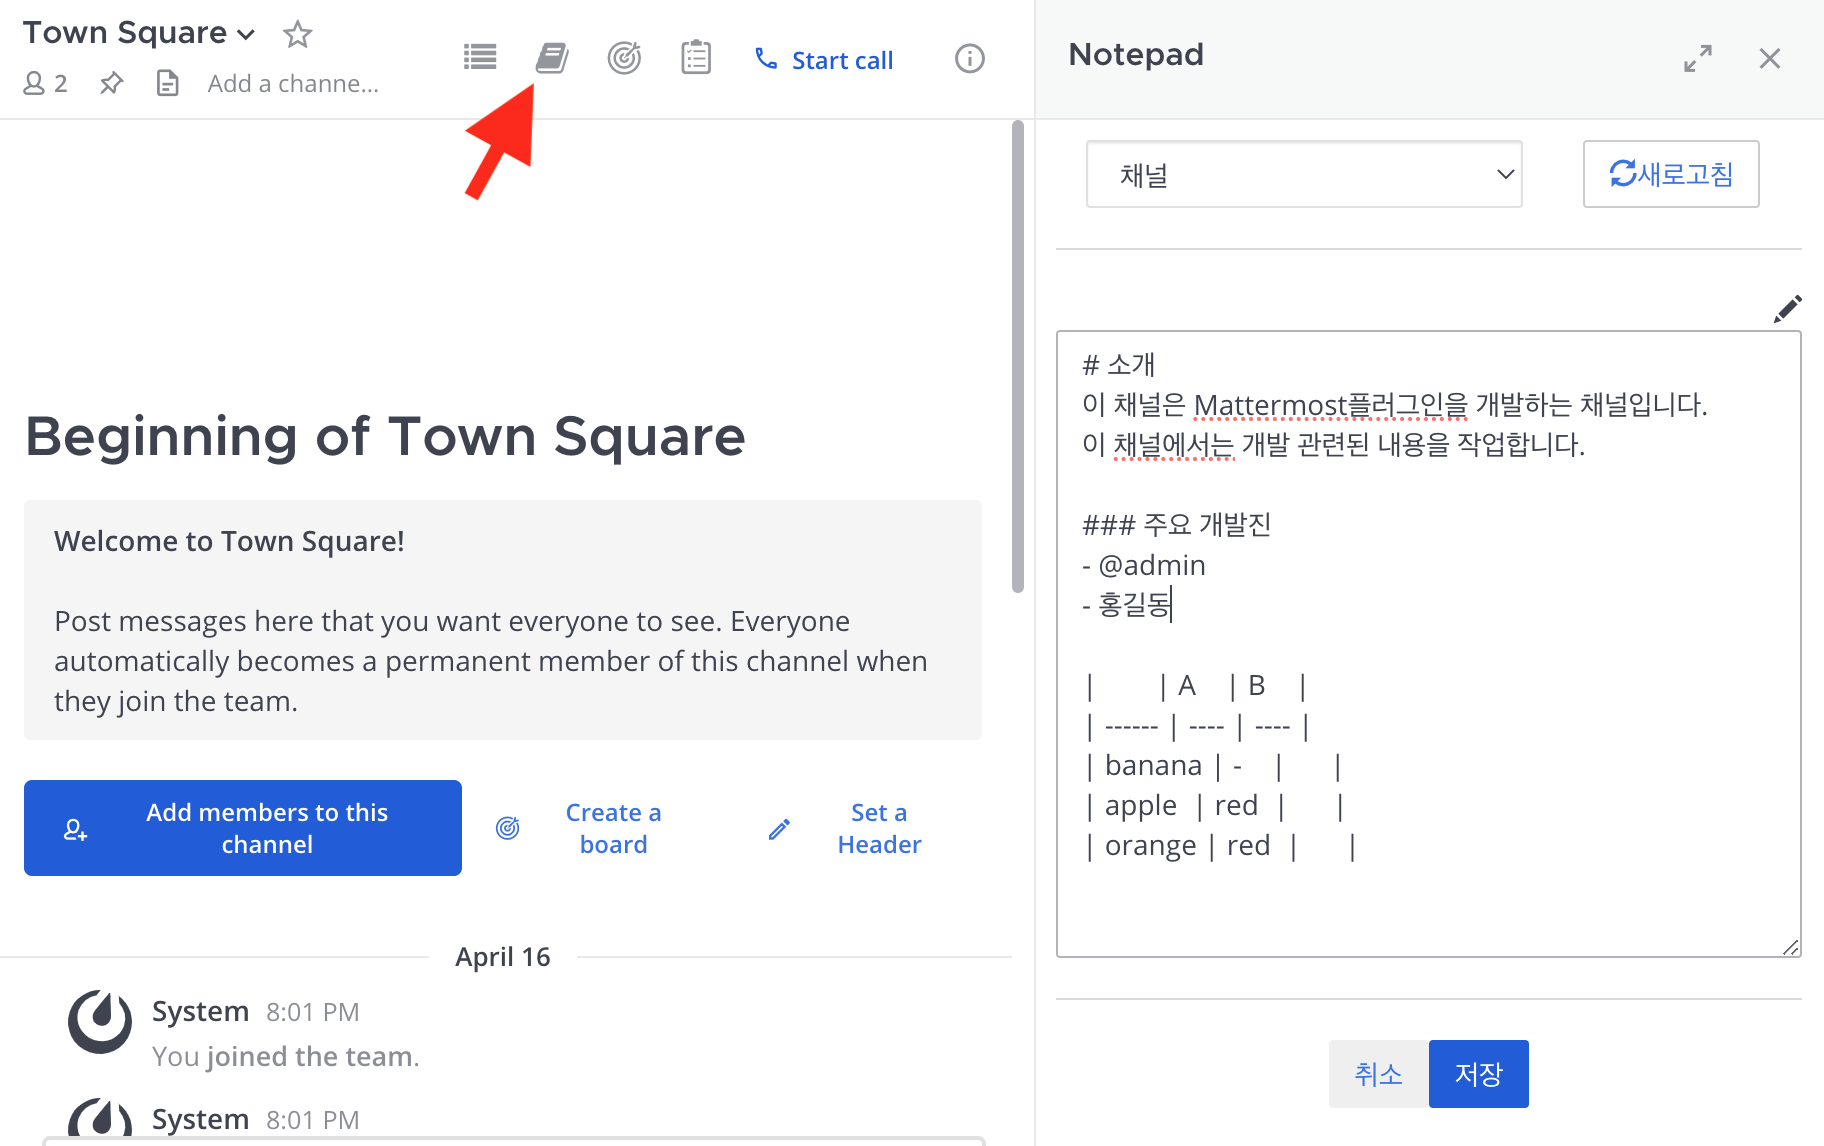 Town Square
2
Add a channe...
Start call
Beginning of Town Square
Welcome to Town Square!
Post messages here that you want everyone to see. Everyone
automatically becomes a permanent member of this channel when
they join the team.
Add members to this
channel
Create a
board
Set a
Header
April 16
System 8:01 PM
You joined the team.
System 8:01 PM
Notepad
채널
새로고침
# 소개
이 채널은 Mattermost플러그인을 개발하는 채널입니다.
이 채널에서는 개발 관련된 내용을 작업합니다.
### 주요 개발진
- @admin
- 홍길동
|        | A    | B    |
| ------ | ---- | ---- |
| banana | -    |      |
| apple  | red  |      |
| orange | red  |      |
취소
저장